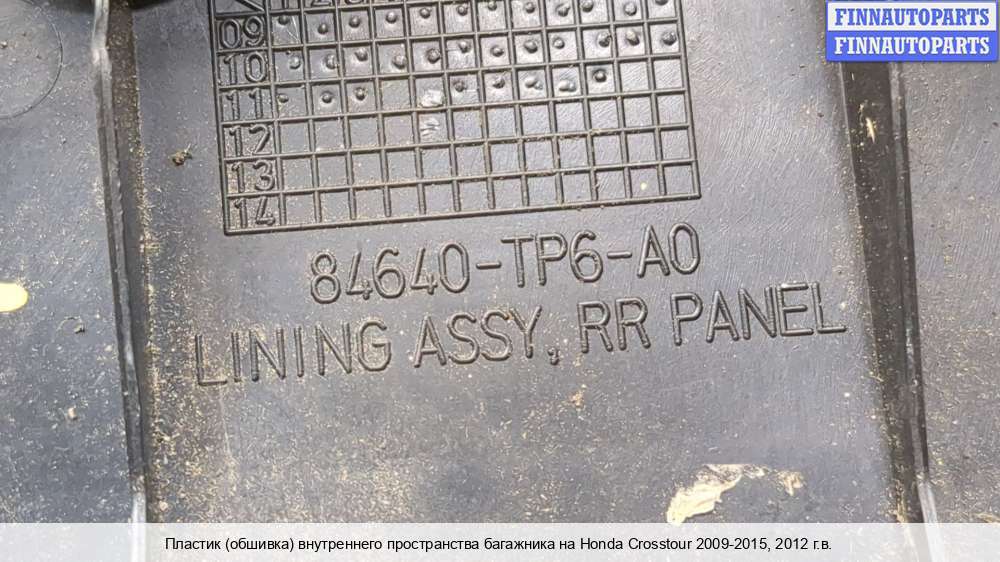 FINNAUTOPARTS
FINNAUTOPARTS
09
10
11
12
13
14
84640-TP6-A0
LINING ASSY, RR PANEL
Пластик (обшивка) внутреннего пространства багажника на Honda Crosstour 2009-2015, 2012 г.в.